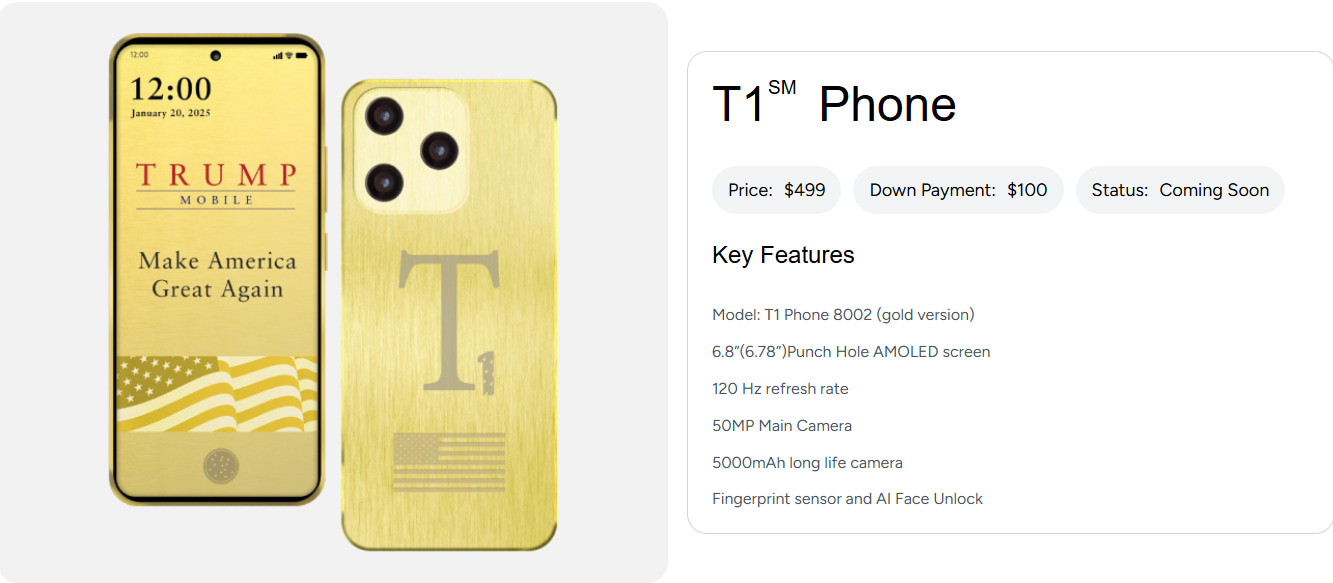 12:00
12:00
January 20, 2025
TRUMP
MOBILE
Make America
Great Again
T1
T1℠ Phone
Price: $499
Down Payment: $100
Status: Coming Soon
Key Features
Model: T1 Phone 8002 (gold version)
6.8”(6.78”)Punch Hole AMOLED screen
120 Hz refresh rate
50MP Main Camera
5000mAh long life camera
Fingerprint sensor and AI Face Unlock